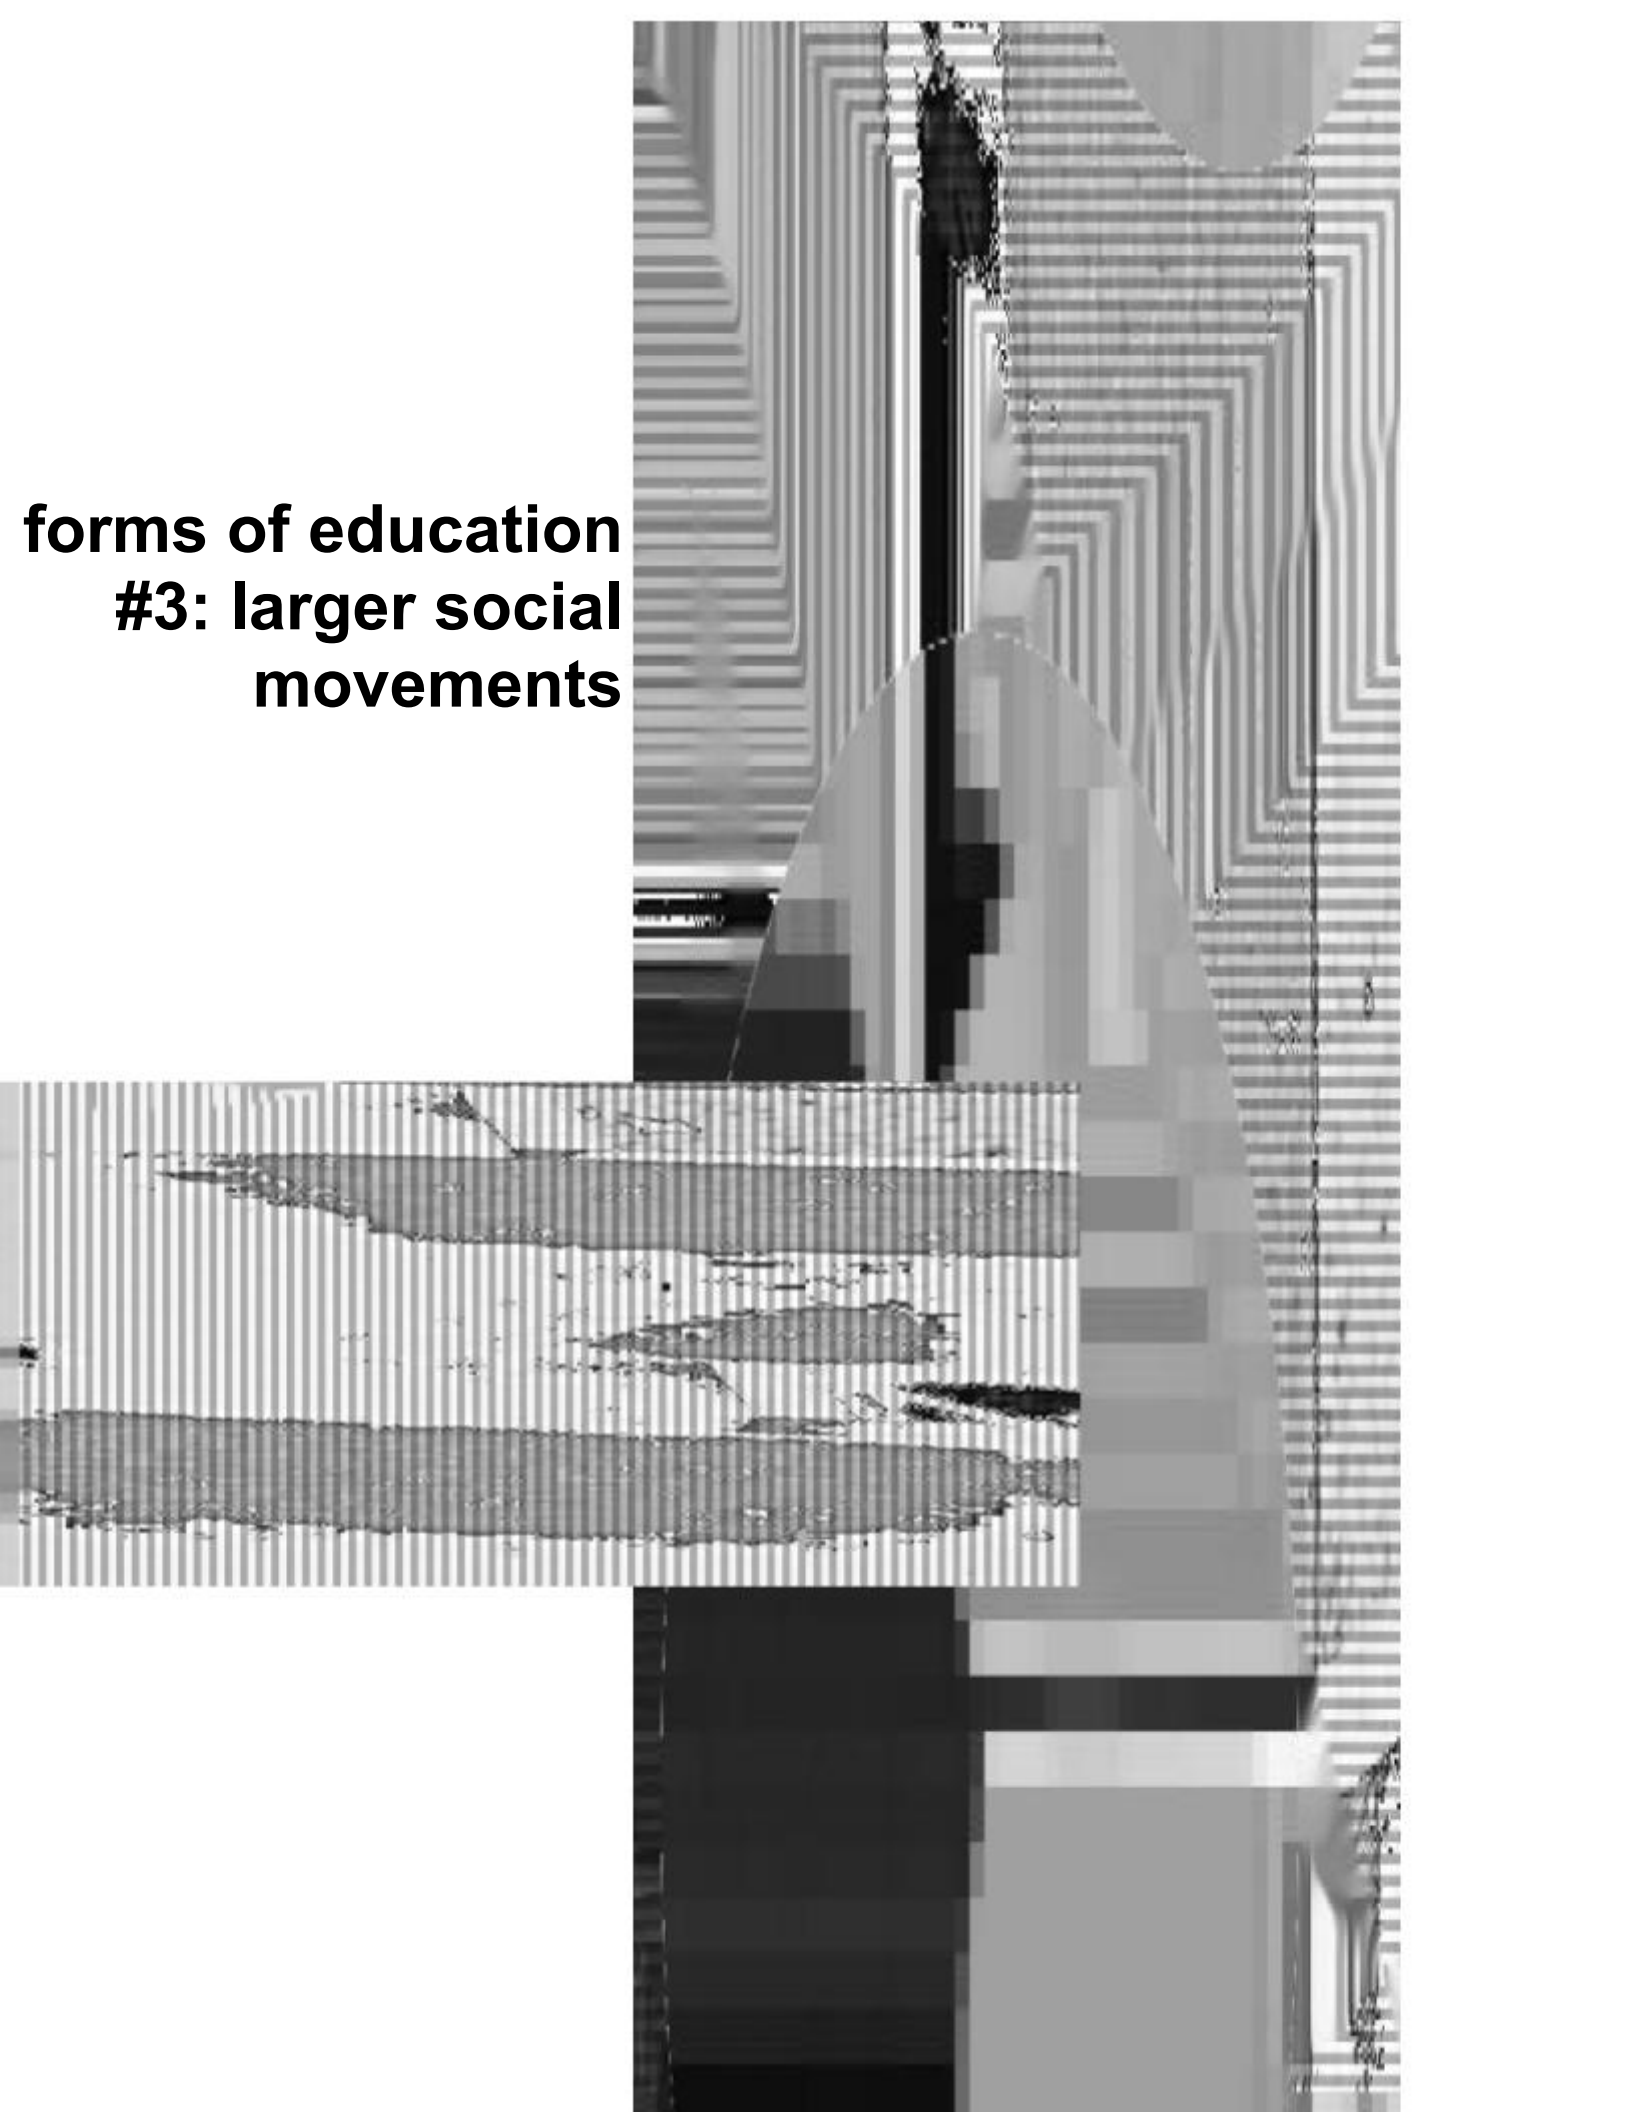 forms of education
#3: larger social
movements